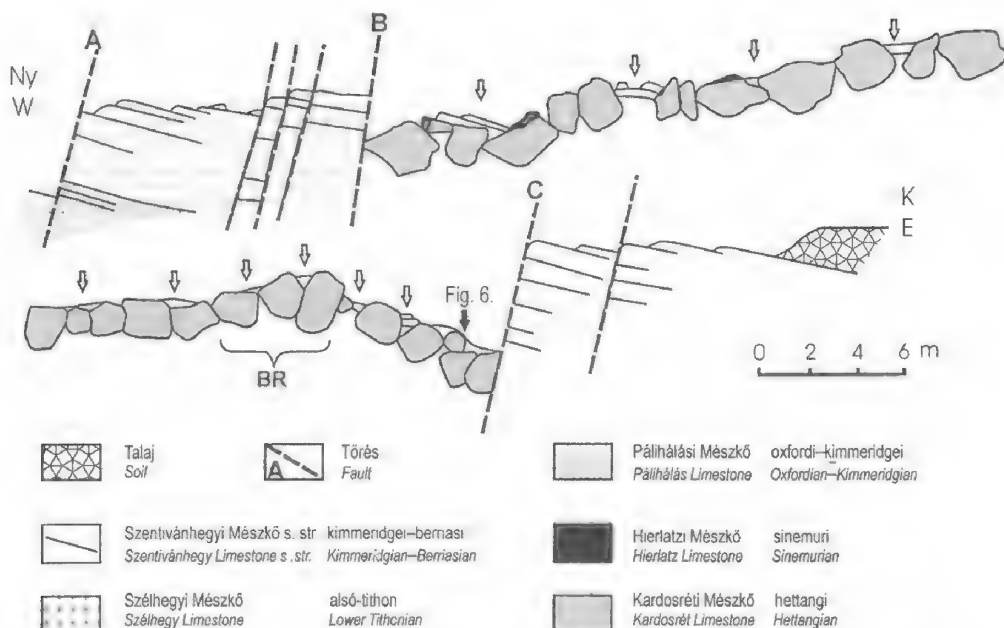 A
B
Ny
W
C
K
E
Fig. 6.
BR
0 2 4 6 m
Talaj
Soil
A
Törés
Fault
Szentivánhegyi Mészkő s. str kimmeridgei–berriasi
Szentivánhegy Limestone s .str. Kimmeridgian–Berriasian
Szélhegyi Mészkő alsó-tithon
Szélhegy Limestone Lower Tithonian
Pálihálási Mészkő oxfordi–kimmeridgei
Pálihálás Limestone Oxfordian–Kimmeridgian
Hierlatzi Mészkő sinemuri
Hierlatz Limestone Sinemurian
Kardosréti Mészkő hettangi
Kardosrét Limestone Hettangian